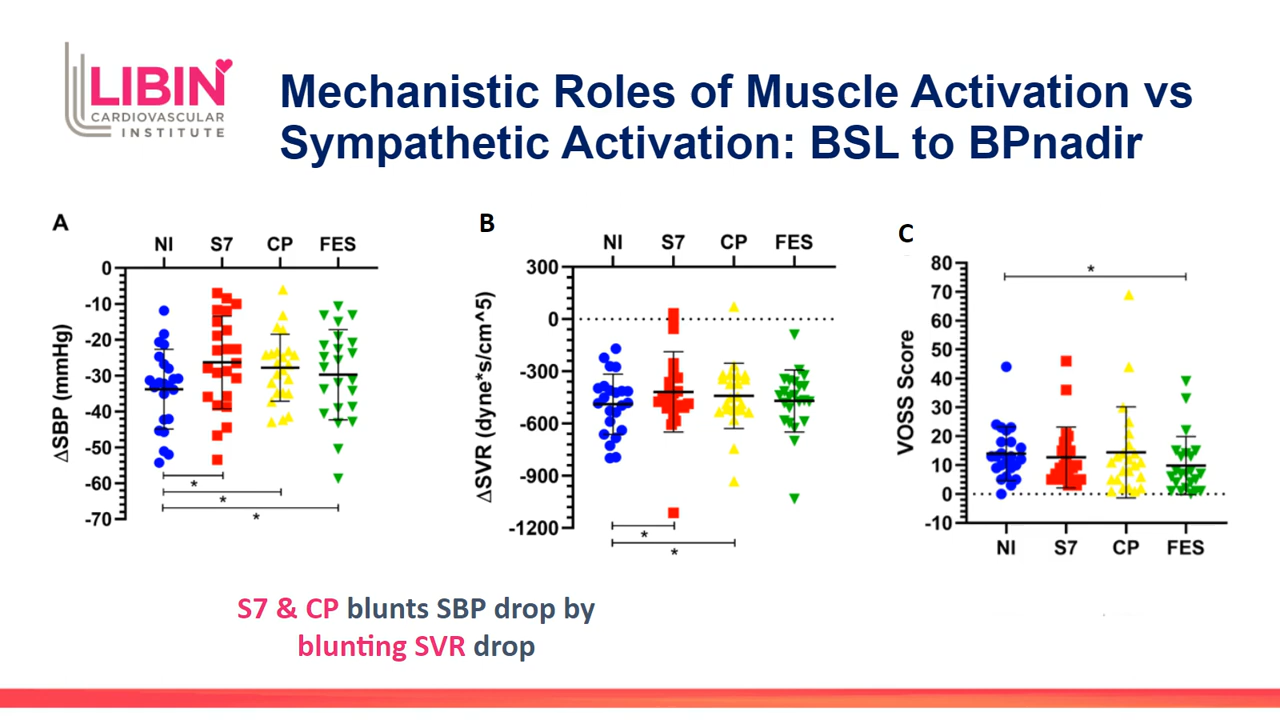 LIBIN
CARDIOVASCULAR
INSTITUTE
Mechanistic Roles of Muscle Activation vs
Sympathetic Activation: BSL to BPnadir
A
NI S7 CP FES
0
-10
-20
-30
-40
-50
-60
-70
ΔSBP (mmHg)
*
*
*
B
NI S7 CP FES
300
0
-300
-600
-900
-1200
ΔSVR (dyne*s/cm^5)
*
*
C
80
70
60
50
40
30
20
10
0
-10
VOSS Score
*
NI S7 CP FES
S7 & CP blunts SBP drop by
blunting SVR drop